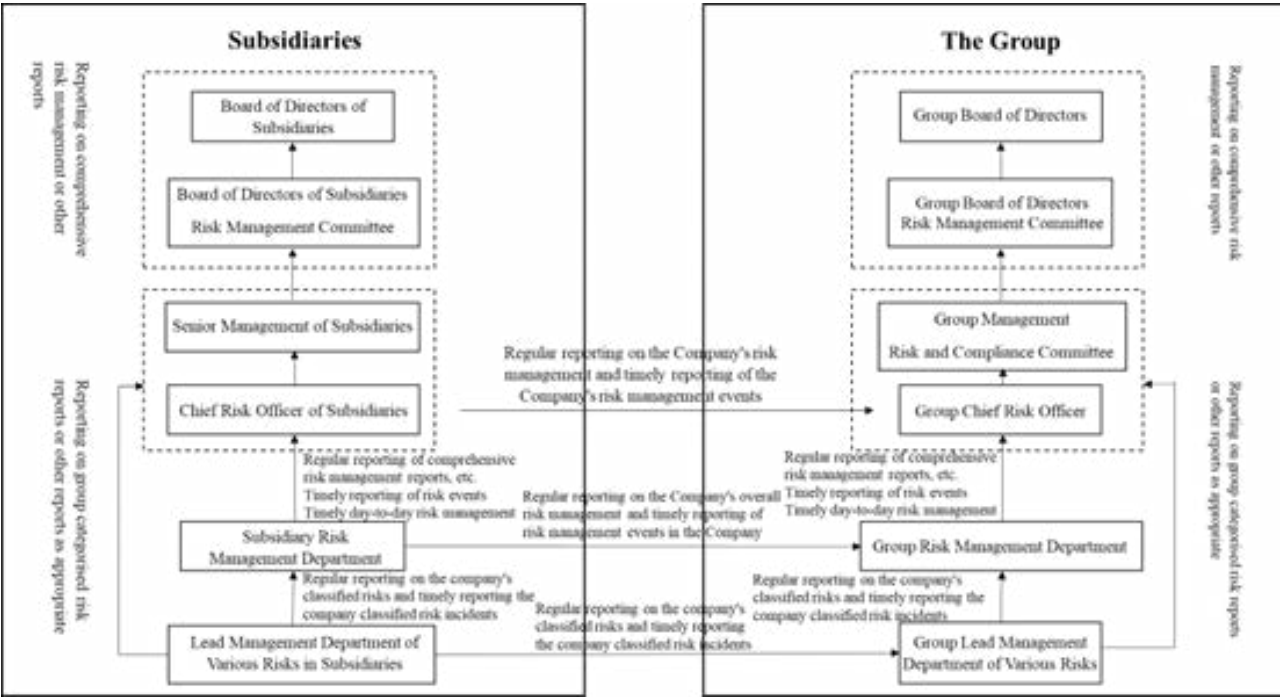 Subsidiaries
Reporting on comprehensive
risk management or other
reports
Board of Directors of
Subsidiaries
Board of Directors of Subsidiaries
Risk Management Committee
Senior Management of Subsidiaries
Chief Risk Officer of Subsidiaries
Reporting on group categorised risk
reports or other reports as appropriate
Regular reporting of comprehensive
risk management reports, etc.
Timely reporting of risk events
Timely day-to-day risk management
Subsidiary Risk
Management Department
Regular reporting on the company's
classified risks and timely reporting the
company classified risk incidents
Lead Management Department of
Various Risks in Subsidiaries
Regular reporting on the Company's risk
management and timely reporting of the
Company's risk management events
Regular reporting on the Company's overall
risk management and timely reporting of
risk management events in the Company
Regular reporting on the company's
classified risks and timely reporting
the company classified risk incidents
The Group
Group Board of Directors
Group Board of Directors
Risk Management Committee
Reporting on comprehensive risk
management or other reports
Group Management
Risk and Compliance Committee
Group Chief Risk Officer
Regular reporting of comprehensive
risk management reports, etc.
Timely reporting of risk events
Timely day-to-day risk management
Group Risk Management Department
Regular reporting on the company's
classified risks and timely reporting the
company classified risk incidents
Group Lead Management
Department of Various Risks
Reporting on group categorised risk reports
or other reports as appropriate